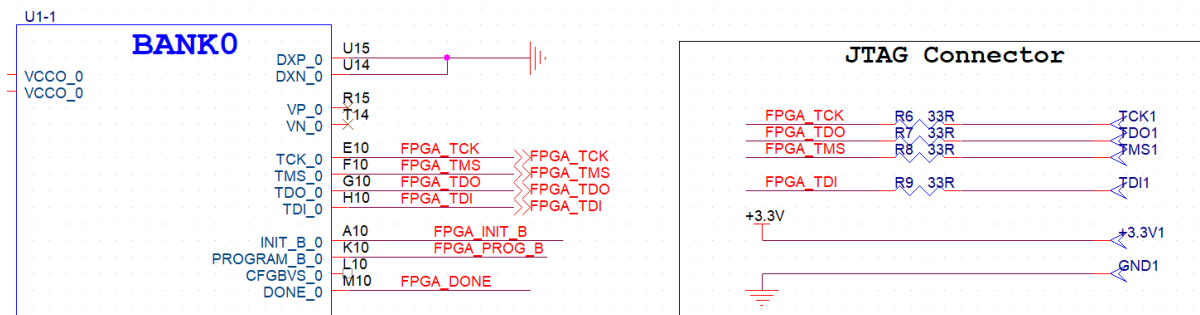 U1-1
BANK0
VCCO_0
VCCO_0
DXP_0 U15
DXN_0 U14
VP_0 R15
VN_0 T14
TCK_0 E10 FPGA_TCK FPGA_TCK
TMS_0 F10 FPGA_TMS FPGA_TMS
TDO_0 G10 FPGA_TDO FPGA_TDO
TDI_0 H10 FPGA_TDI FPGA_TDI
INIT_B_0 A10 FPGA_INIT_B
PROGRAM_B_0 K10 FPGA_PROG_B
CFGBVS_0 L10
DONE_0 M10 FPGA_DONE
JTAG Connector
FPGA_TCK R6 33R TCK1
FPGA_TDO R7 33R TDO1
FPGA_TMS R8 33R TMS1
FPGA_TDI R9 33R TDI1
+3.3V
+3.3V1
GND1